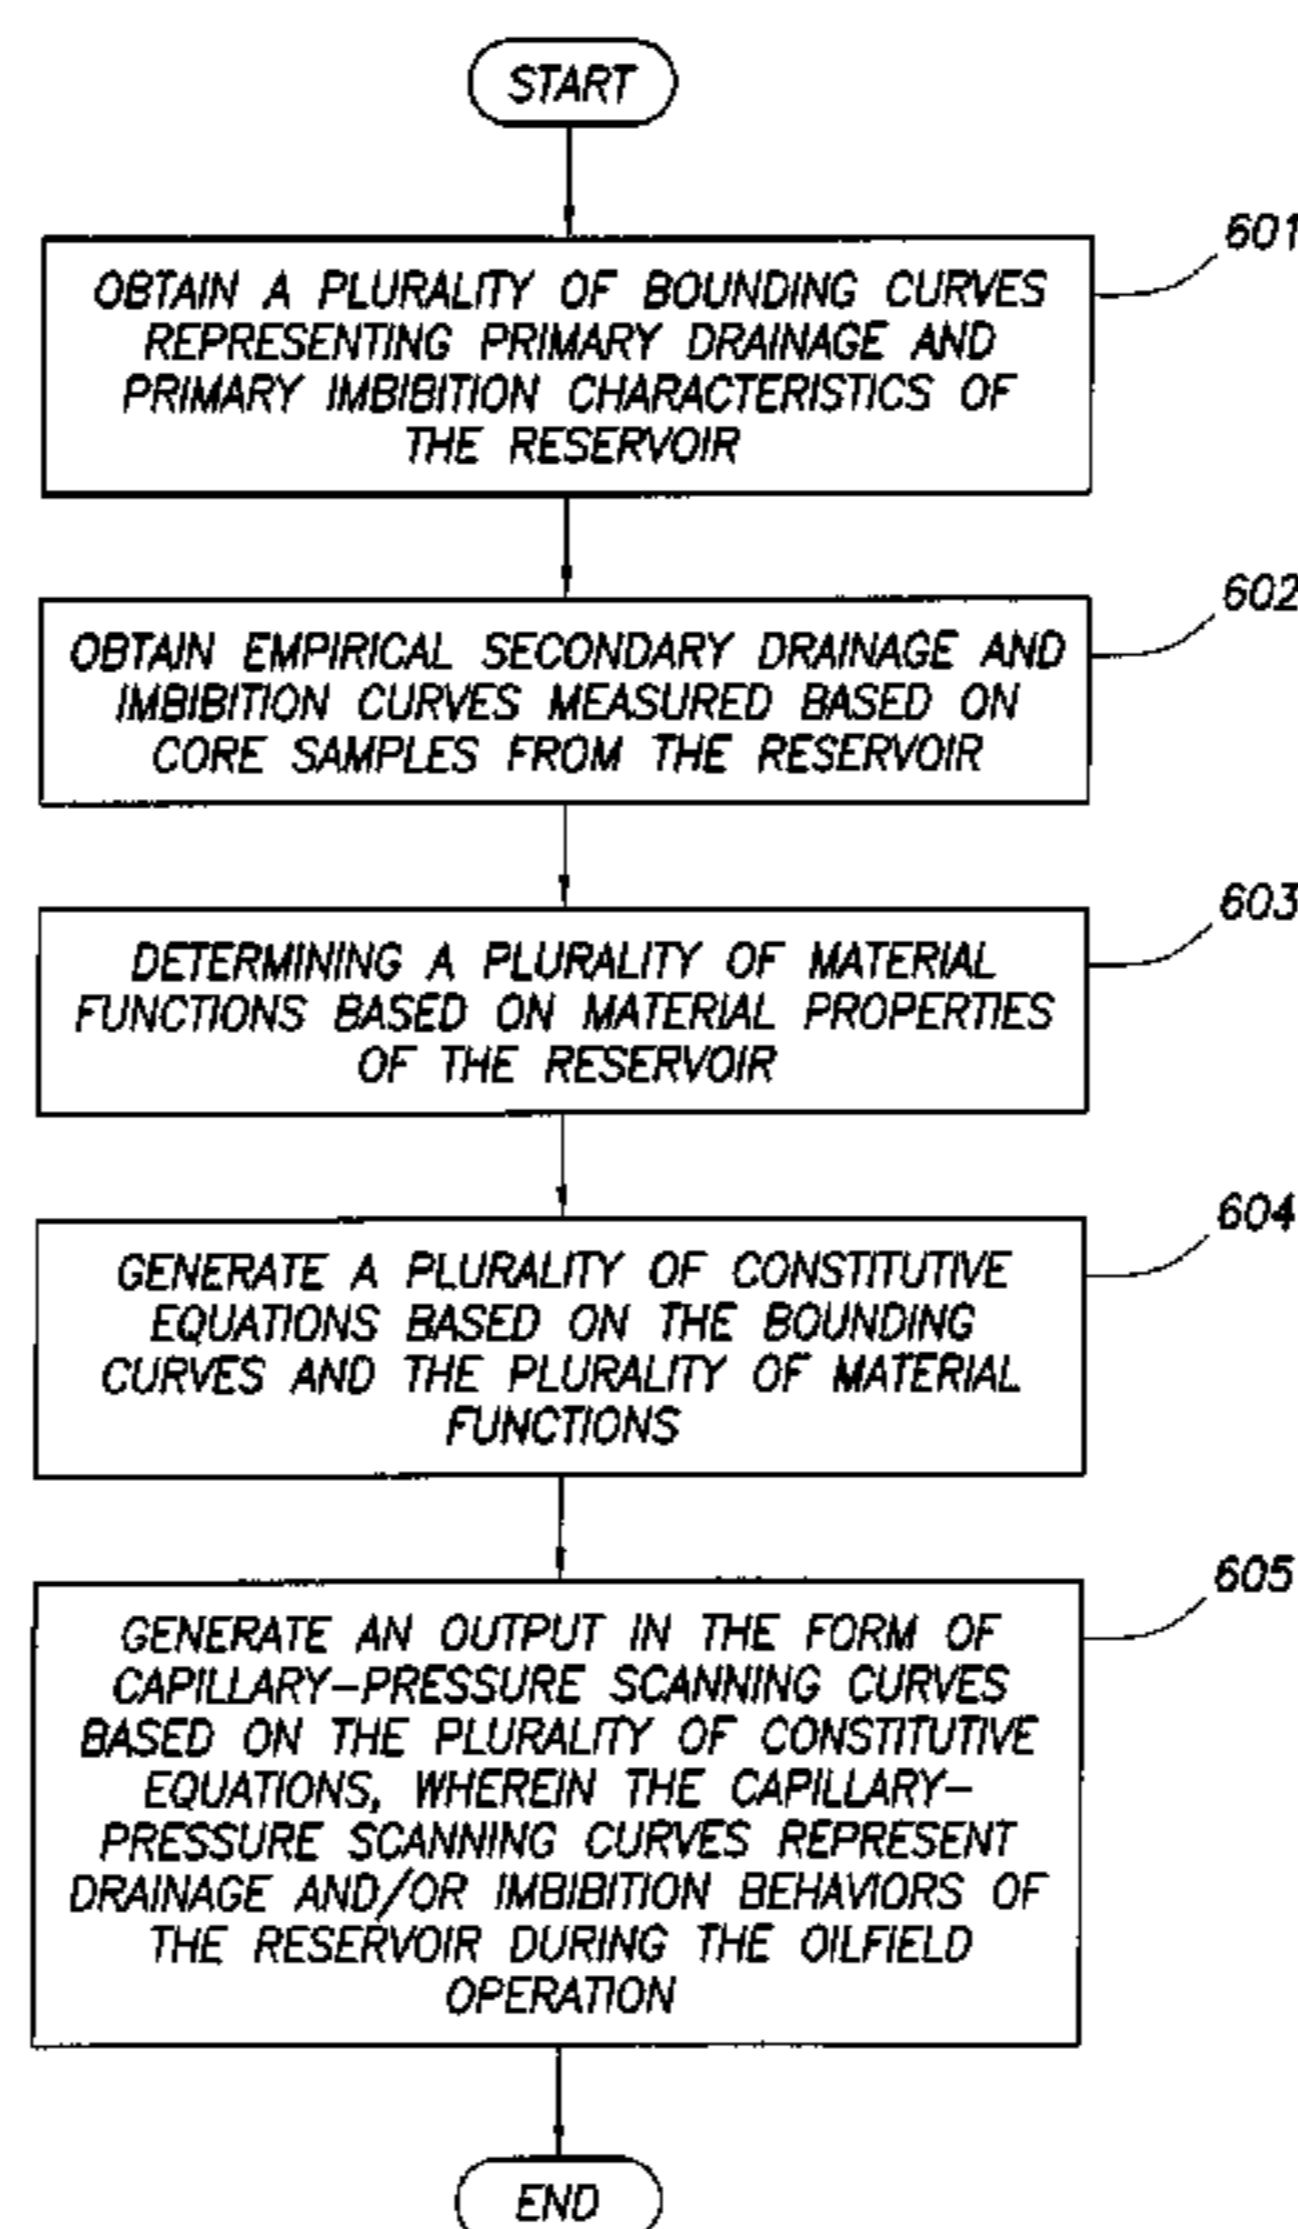 START
601
OBTAIN A PLURALITY OF BOUNDING CURVES
REPRESENTING PRIMARY DRAINAGE AND
PRIMARY IMBIBITION CHARACTERISTICS OF
THE RESERVOIR
602
OBTAIN EMPIRICAL SECONDARY DRAINAGE AND
IMBIBITION CURVES MEASURED BASED ON
CORE SAMPLES FROM THE RESERVOIR
603
DETERMINING A PLURALITY OF MATERIAL
FUNCTIONS BASED ON MATERIAL PROPERTIES
OF THE RESERVOIR
604
GENERATE A PLURALITY OF CONSTITUTIVE
EQUATIONS BASED ON THE BOUNDING
CURVES AND THE PLURALITY OF MATERIAL
FUNCTIONS
605
GENERATE AN OUTPUT IN THE FORM OF
CAPILLARY-PRESSURE SCANNING CURVES
BASED ON THE PLURALITY OF CONSTITUTIVE
EQUATIONS, WHEREIN THE CAPILLARY-
PRESSURE SCANNING CURVES REPRESENT
DRAINAGE AND/OR IMBIBITION BEHAVIORS OF
THE RESERVOIR DURING THE OILFIELD
OPERATION
END